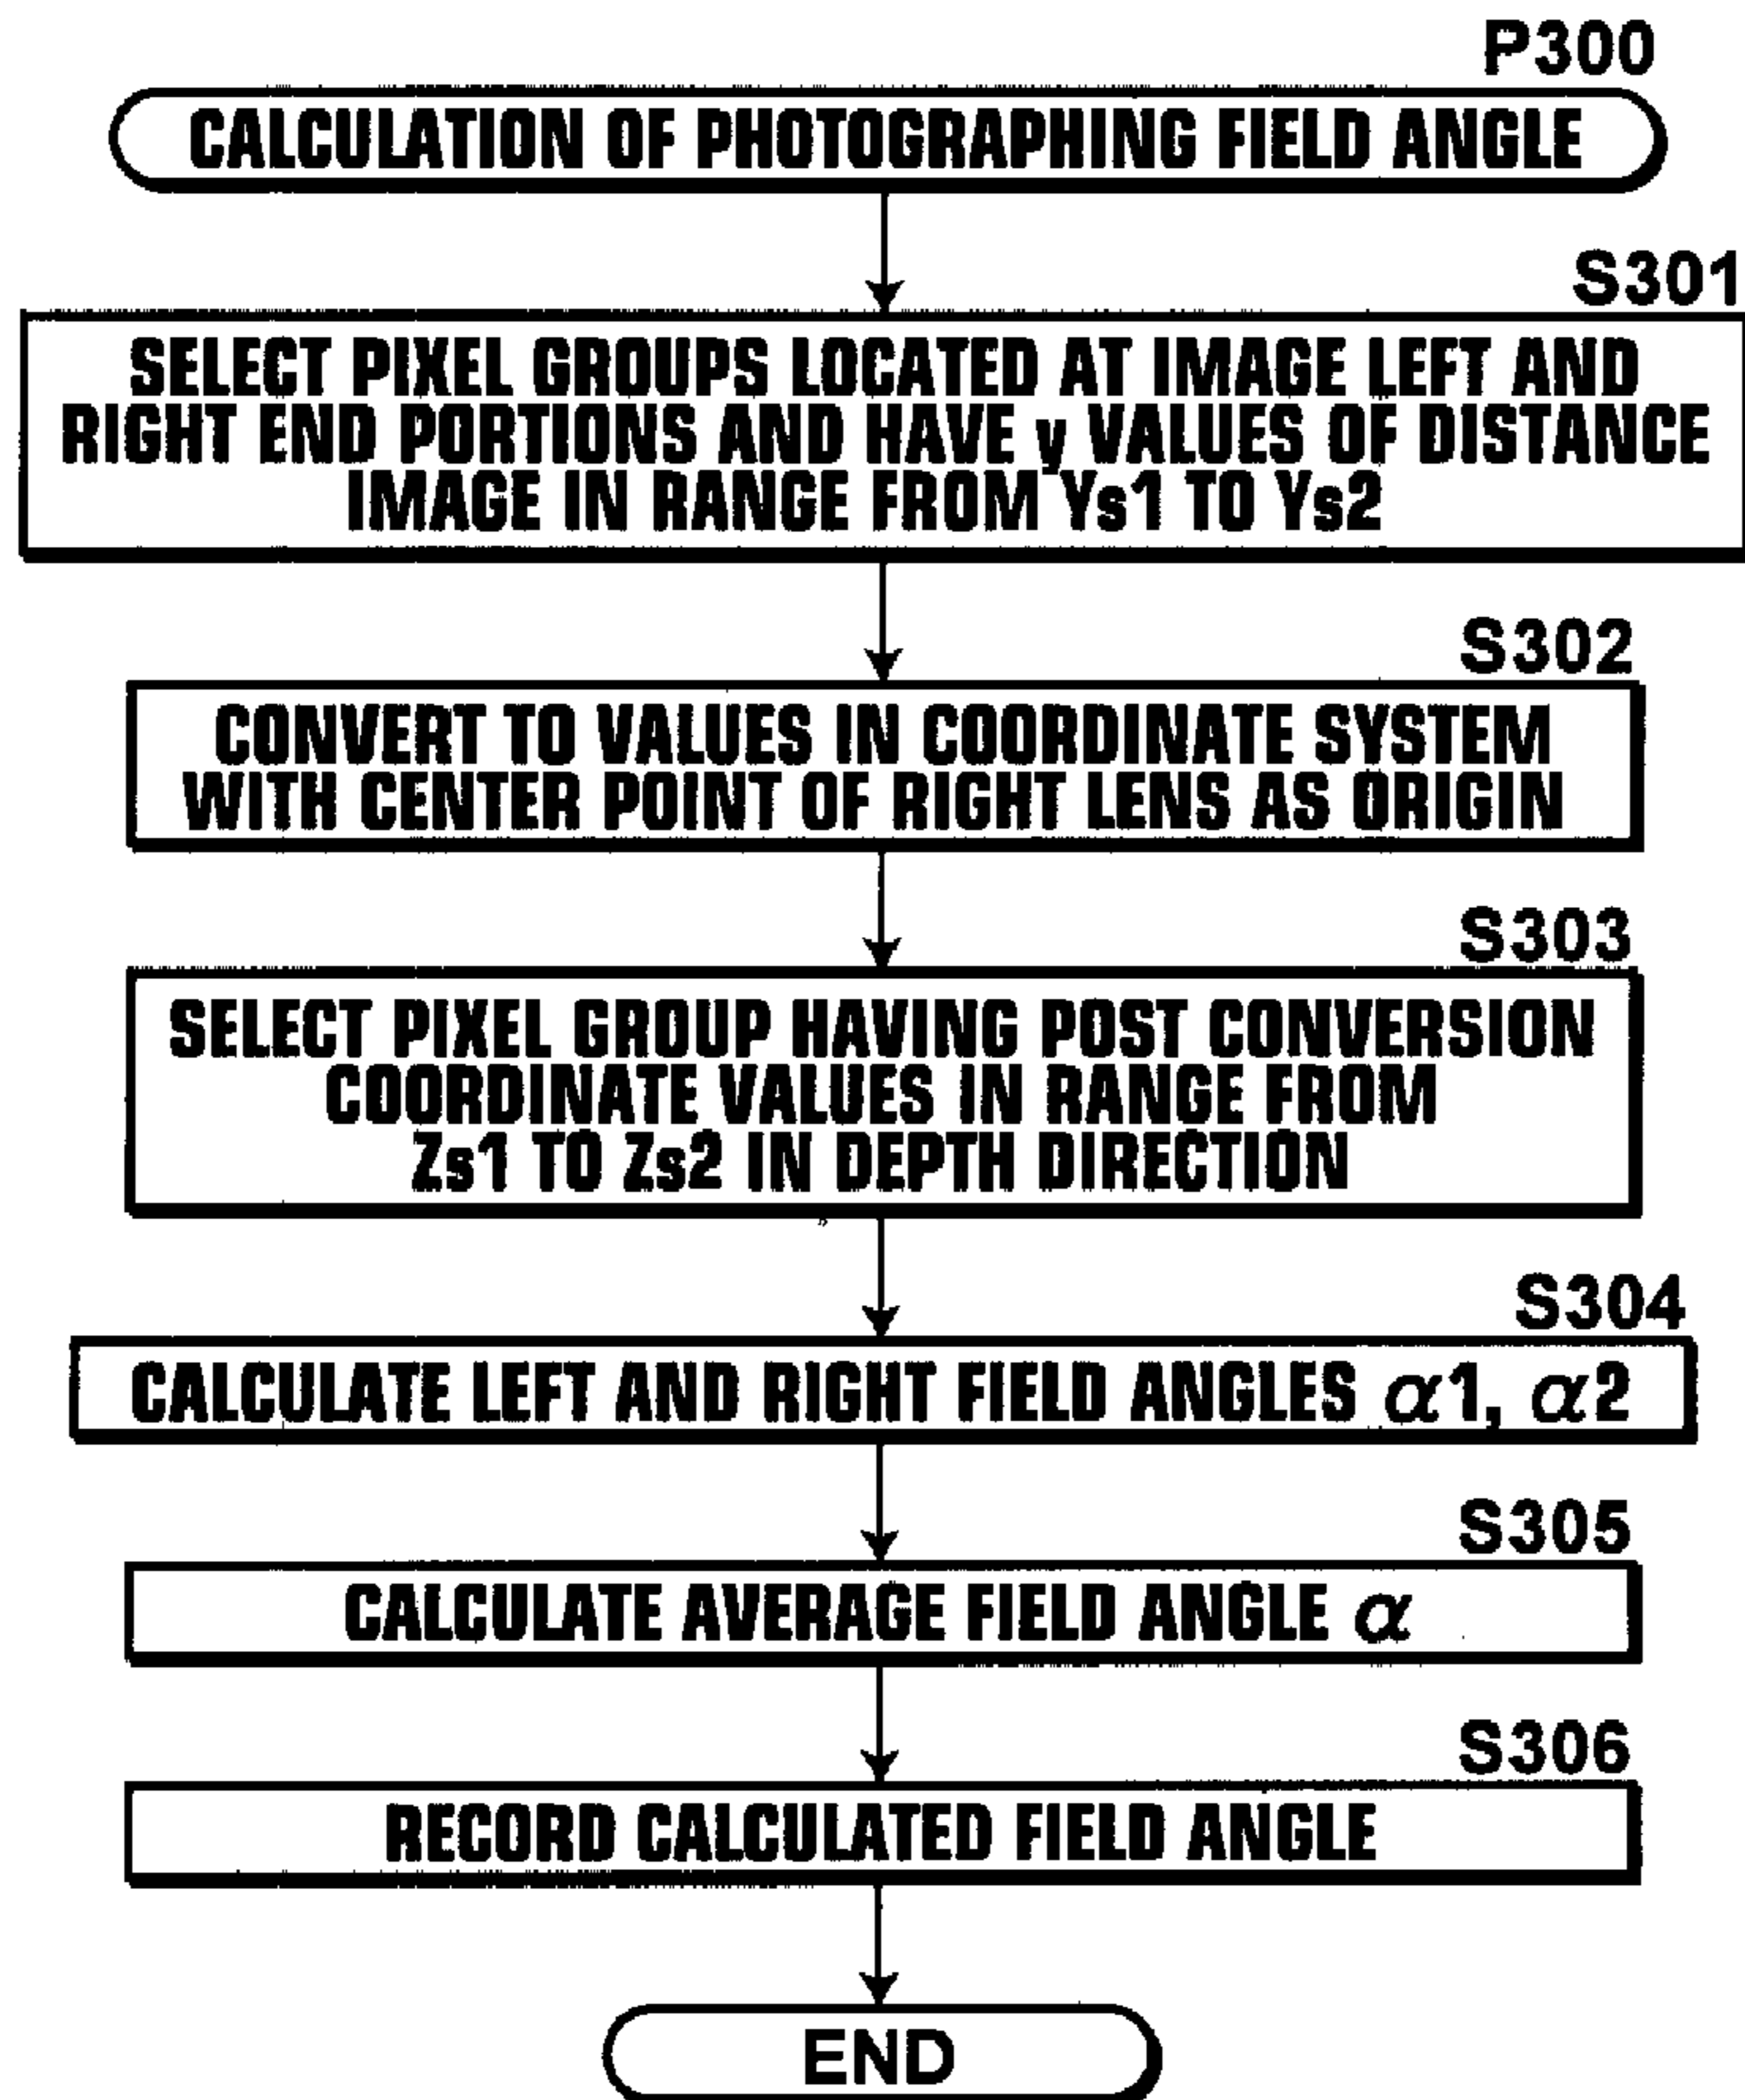 P300
CALCULATION OF PHOTOGRAPHING FIELD ANGLE
S301
SELECT PIXEL GROUPS LOCATED AT IMAGE LEFT AND
RIGHT END PORTIONS AND HAVE y VALUES OF DISTANCE
IMAGE IN RANGE FROM Ys1 TO Ys2
S302
CONVERT TO VALUES IN COORDINATE SYSTEM
WITH CENTER POINT OF RIGHT LENS AS ORIGIN
S303
SELECT PIXEL GROUP HAVING POST CONVERSION
COORDINATE VALUES IN RANGE FROM
Zs1 TO Zs2 IN DEPTH DIRECTION
S304
CALCULATE LEFT AND RIGHT FIELD ANGLES α1, α2
S305
CALCULATE AVERAGE FIELD ANGLE α
S306
RECORD CALCULATED FIELD ANGLE
END